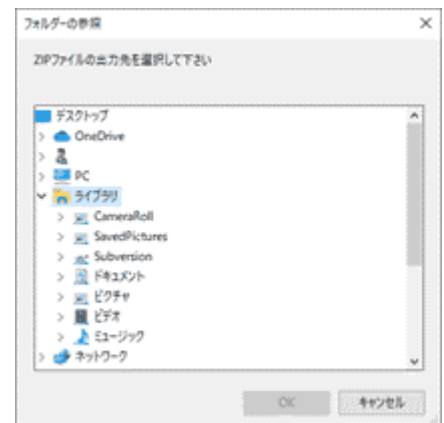 フォルダーの参照
ZIPファイルの出力先を選択して下さい
デスクトップ
OneDrive
PC
ライブラリ
CameraRoll
SavedPictures
Subversion
ドキュメント
ピクチャ
ビデオ
ミュージック
ネットワーク
OK
キャンセル